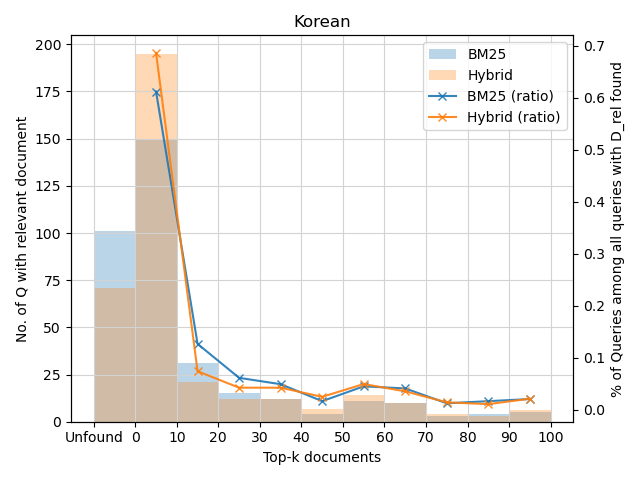 Korean
No. of Q with relevant document
200
175
150
125
100
75
50
25
0
BM25
Hybrid
BM25 (ratio)
Hybrid (ratio)
0.7
0.6
0.5
0.4
0.3
0.2
0.1
0.0
% of Queries among all queries with D_rel found
Unfound 0 10 20 30 40 50 60 70 80 90 100
Top-k documents